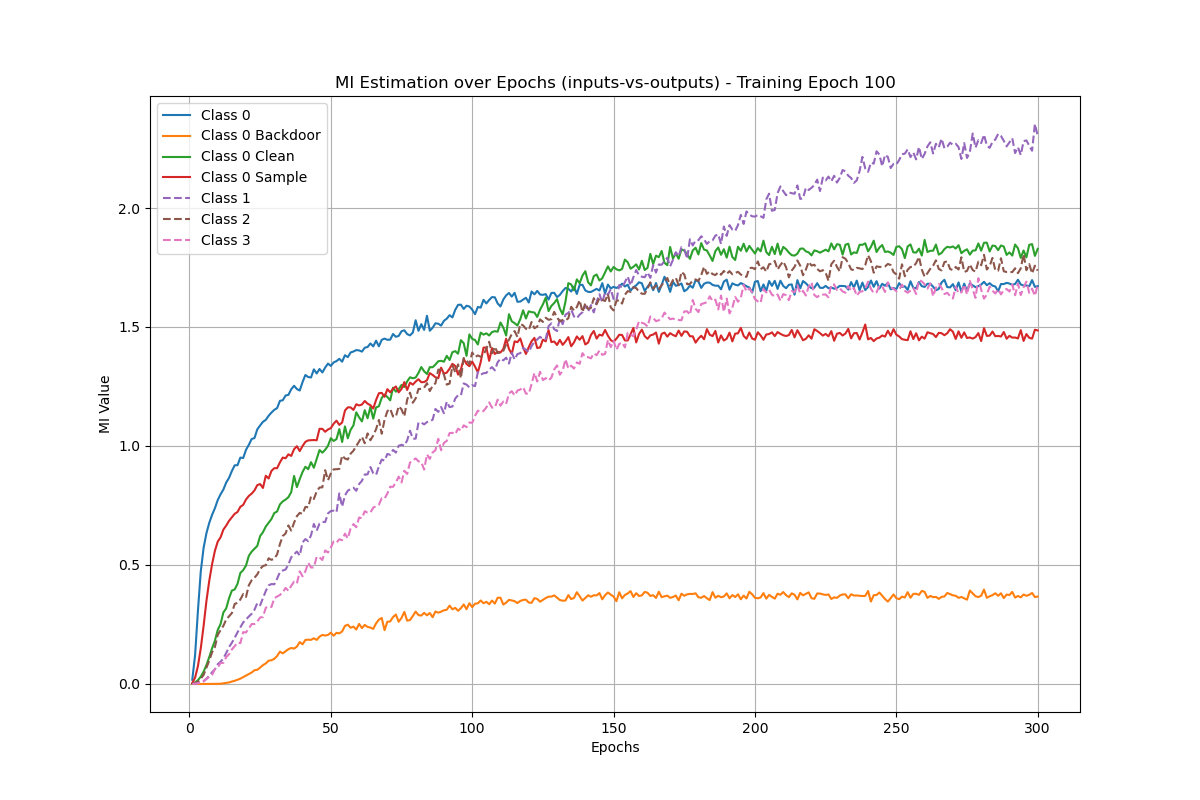 MI Estimation over Epochs (inputs-vs-outputs) - Training Epoch 100
Class 0
Class 0 Backdoor
Class 0 Clean
Class 0 Sample
Class 1
Class 2
Class 3
MI Value
2.0
1.5
1.0
0.5
0.0
0 50 100 150 200 250 300
Epochs